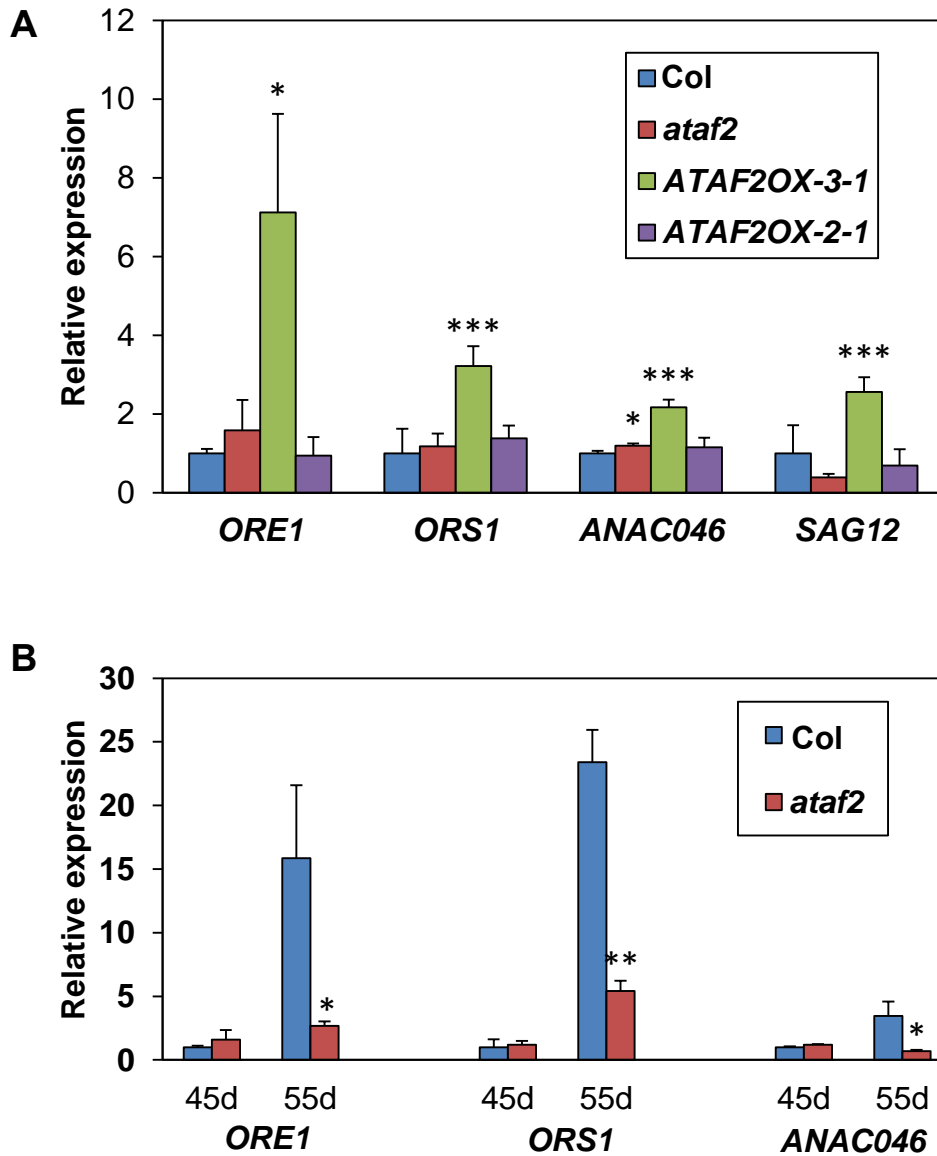 A
12
10
8
6
4
2
0
Relative expression
Col
ataf2
ATAF2OX-3-1
ATAF2OX-2-1
*
***
* ***
***
ORE1 ORS1 ANAC046 SAG12
B
30
25
20
15
10
5
0
Relative expression
Col
ataf2
*
**
*
45d 55d 45d 55d 45d 55d
ORE1 ORS1 ANAC046